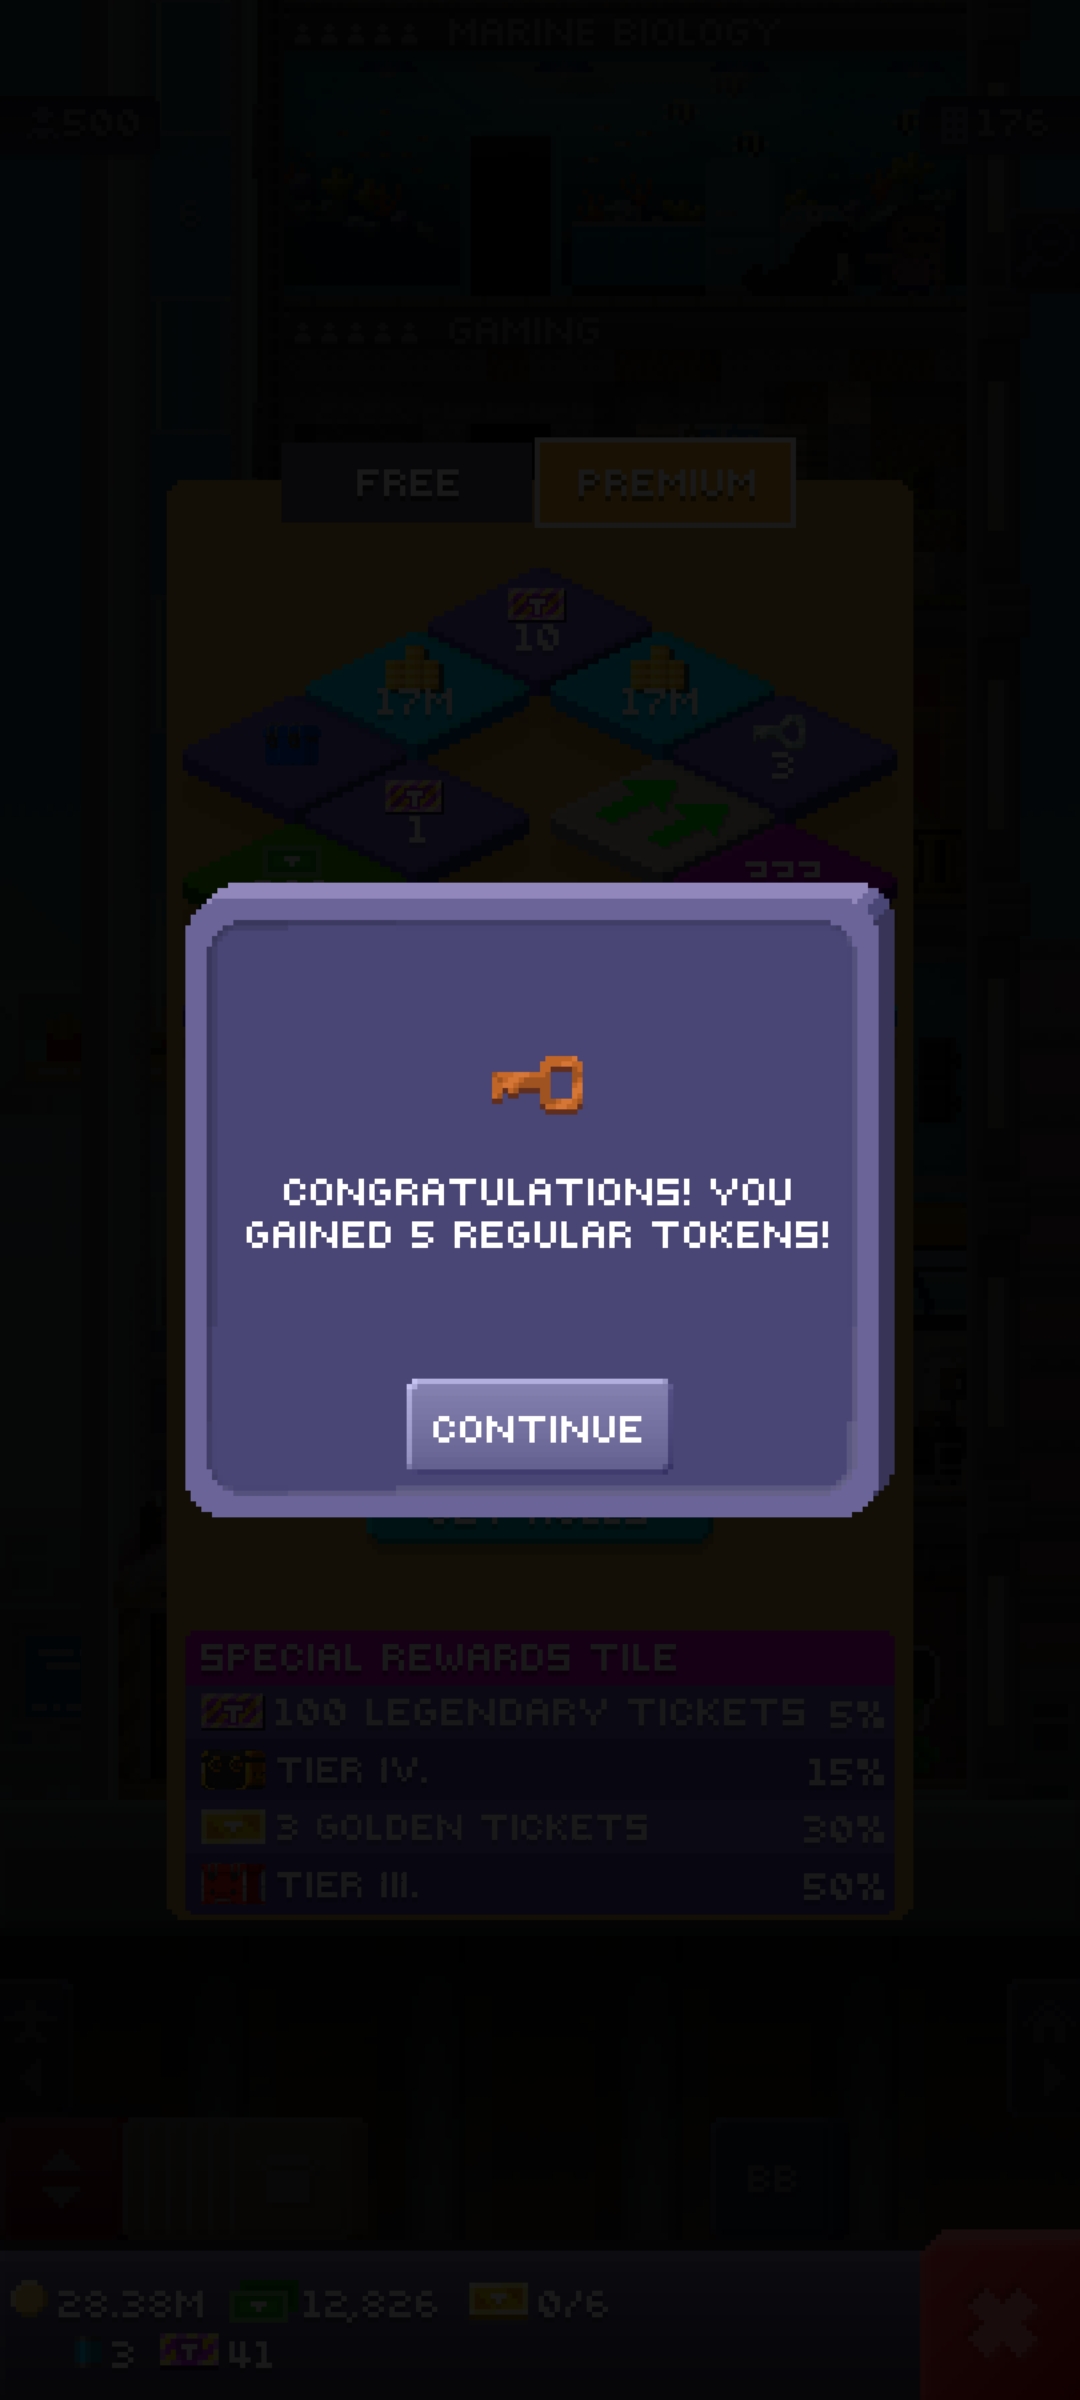 MARINE BIOLOGY
500
176
6
GAMING
FREE
PREMIUM
10
17M
17M
3
1
???
CONGRATULATIONS! YOU
GAINED 5 REGULAR TOKENS!
CONTINUE
SPECIAL REWARDS TILE
100 LEGENDARY TICKETS 5%
TIER IV. 15%
3 GOLDEN TICKETS 30%
TIER III. 50%
BB
28.38M 12,826 0/6
3 41